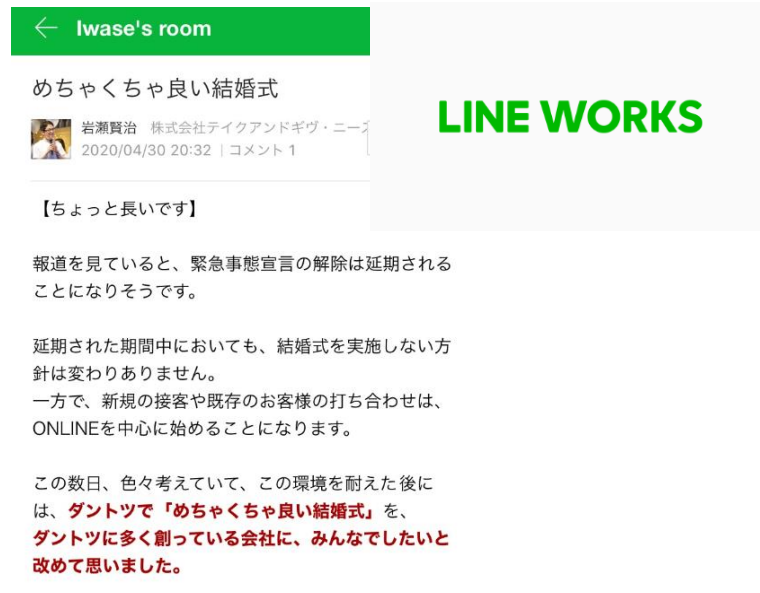 Iwase's room
LINE WORKS
めちゃくちゃ良い結婚式
岩瀬賢治 株式会社テイクアンドギヴ・ニー
2020/04/30 20:32 | コメント 1
【ちょっと長いです】
報道を見ていると、緊急事態宣言の解除は延期される
ことになりそうです。
延期された期間中においても、結婚式を実施しない方
針は変わりありません。
一方で、新規の接客や既存のお客様の打ち合わせは、
ONLINEを中心に始めることになります。
この数日、色々考えていて、この環境を耐えた後に
は、ダントツで「めちゃくちゃ良い結婚式」を、
ダントツに多く創っている会社に、みんなでしたいと
改めて思いました。